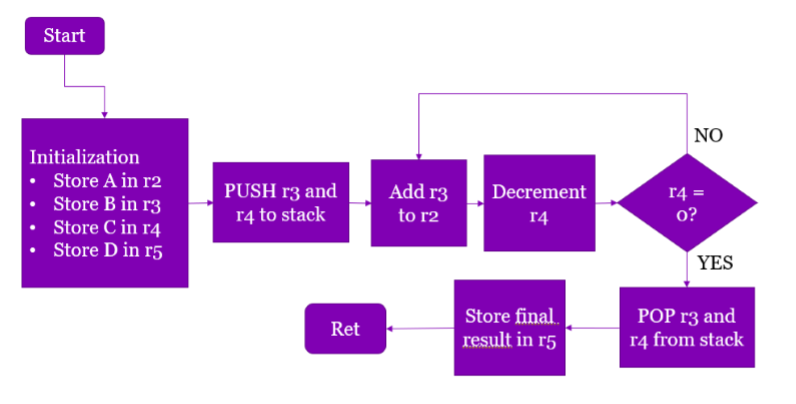 Start
Initialization
• Store A in r2
• Store B in r3
• Store C in r4
• Store D in r5
PUSH r3 and
r4 to stack
Add r3
to r2
Decrement
r4
r4 =
0?
NO
YES
POP r3 and
r4 from stack
Store final
result in r5
Ret